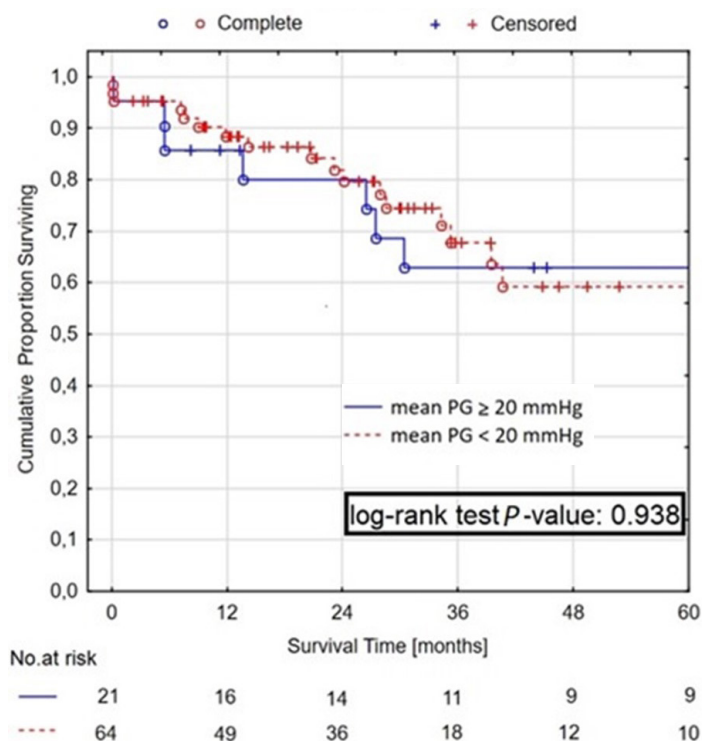 Complete Censored
1,0
0,9
0,8
0,7
0,6
0,5
0,4
0,3
0,2
0,1
0,0
Cumulative Proportion Surviving
mean PG ≥ 20 mmHg
mean PG < 20 mmHg
log-rank test P-value: 0.938
0 12 24 36 48 60
Survival Time [months]
No.at risk
21 16 14 11 9 9
64 49 36 18 12 10